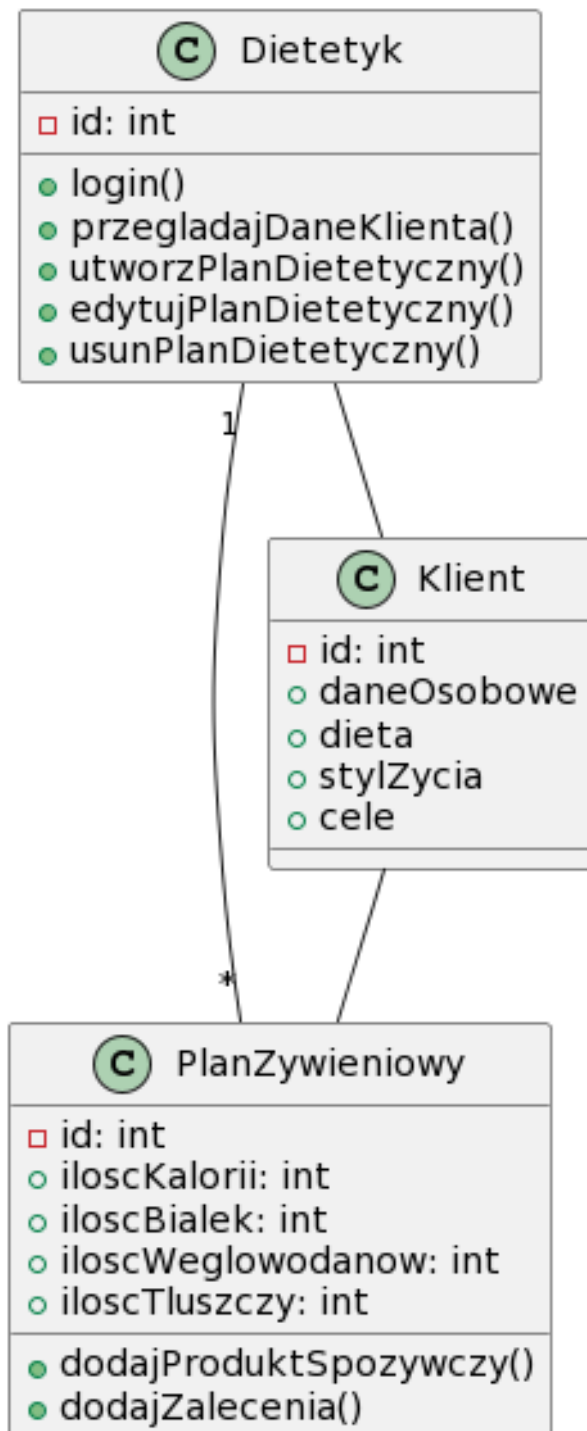 C Dietetyk
id: int
login()
przegladajDaneKlienta()
utworzPlanDietetyczny()
edytujPlanDietetyczny()
usunPlanDietetyczny()
1
C Klient
id: int
daneOsobowe
dieta
stylZycia
cele
*
C PlanZywieniowy
id: int
iloscKalorii: int
iloscBialek: int
iloscWeglowodanow: int
iloscTluszczy: int
dodajProduktSpozywczy()
dodajZalecenia()